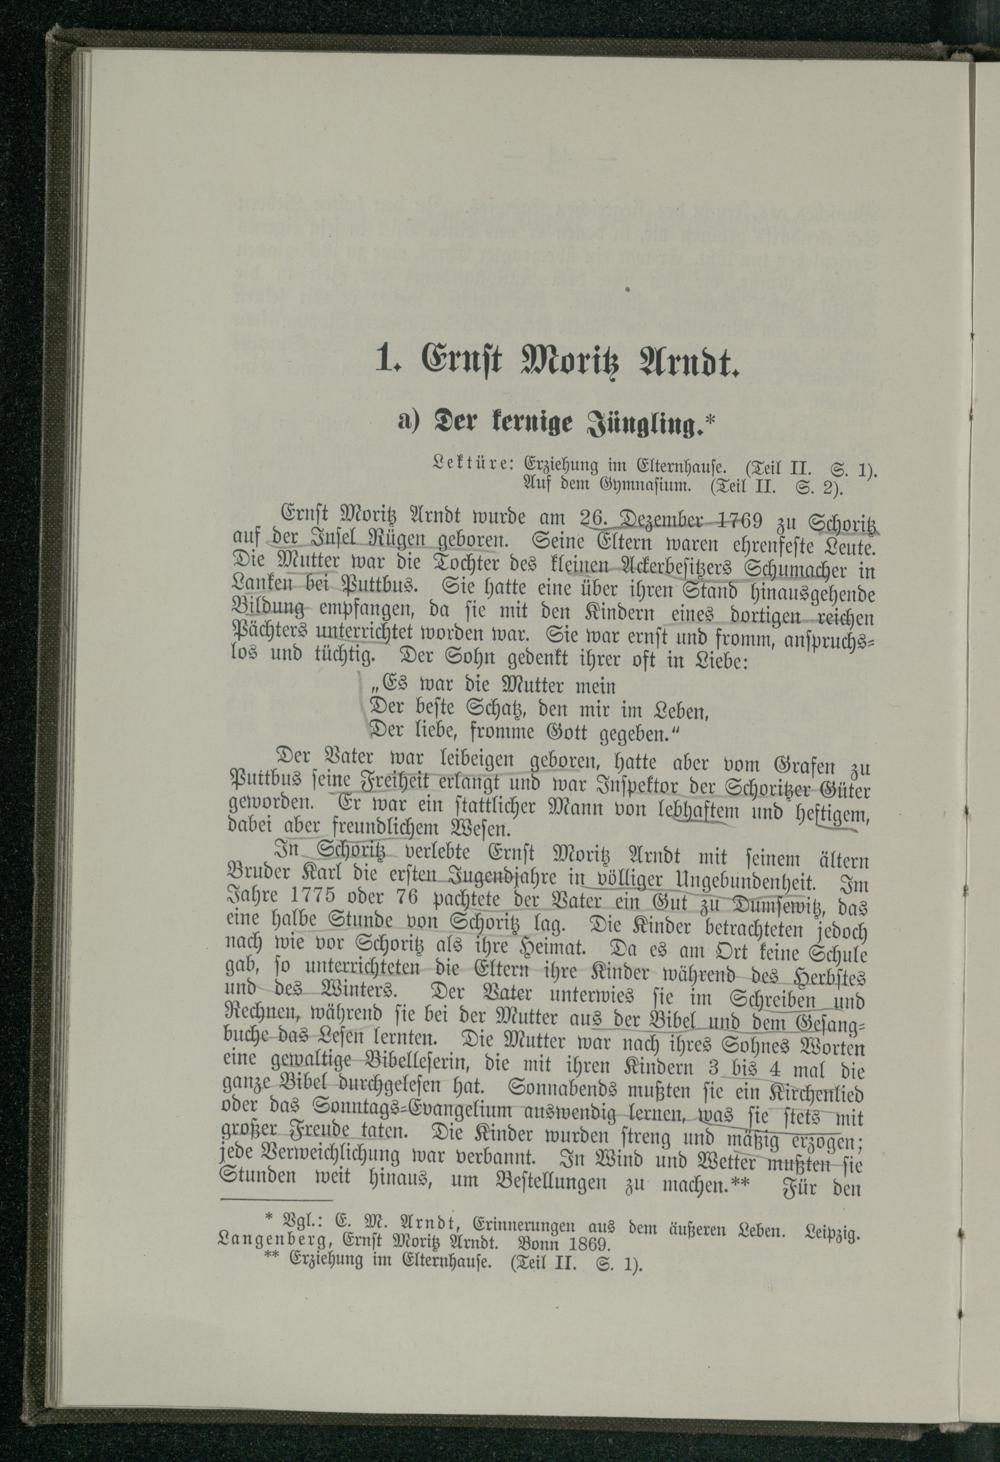 1. Ernst Moritz Arndt.
a) Der kernige Jüngling.*
Lektüre: Erziehung im Elternhause. (Teil II. S. 1).
Auf dem Gymnasium. (Teil II. S. 2).
Ernst Moritz Arndt wurde am 26. Dezember 1769 zu Schoritz
auf der Insel Rügen geboren. Seine Eltern waren ehrenfeste Leute.
Die Mutter war die Tochter des kleinen Ackerbesitzers Schumacher in
Lanken bei Puttbus. Sie hatte eine über ihren Stand hinausgehende
Bildung empfangen, da sie mit den Kindern eines dortigen reichen
Pächters unterrichtet worden war. Sie war ernst und fromm, anspruchs-
los und tüchtig. Der Sohn gedenkt ihrer oft in Liebe:
„Es war die Mutter mein
Der beste Schatz, den mir im Leben,
Der liebe, fromme Gott gegeben.“
Der Vater war leibeigen geboren, hatte aber vom Grafen zu
Puttbus seine Freiheit erlangt und war Inspektor der Schoritzer Güter
geworden. Er war ein stattlicher Mann von lebhaftem und heftigem,
dabei aber freundlichem Wesen.
In Schoritz verlebte Ernst Moritz Arndt mit seinem ältern
Bruder Karl die ersten Jugendjahre in völliger Ungebundenheit. Im
Jahre 1775 oder 76 pachtete der Vater ein Gut zu Dumsewitz, das
eine halbe Stunde von Schoritz lag. Die Kinder betrachteten jedoch
nach wie vor Schoritz als ihre Heimat. Da es am Ort keine Schule
gab, so unterrichteten die Eltern ihre Kinder während des Herbstes
und des Winters. Der Vater unterwies sie im Schreiben und
Rechnen, während sie bei der Mutter aus der Bibel und dem Gesang-
buche das Lesen lernten. Die Mutter war nach ihres Sohnes Worten
eine gewaltige Bibelleserin, die mit ihren Kindern 3 bis 4 mal die
ganze Bibel durchgelesen hat. Sonnabends mußten sie ein Kirchenlied
oder das Sonntags-Evangelium auswendig lernen, was sie stets mit
großer Freude taten. Die Kinder wurden streng und mäßig erzogen;
jede Verweichlichung war verbannt. In Wind und Wetter mußten sie
Stunden weit hinaus, um Bestellungen zu machen.** Für den
* Vgl.: E. M. Arndt, Erinnerungen aus dem äußeren Leben. Leipzig.
Langenberg, Ernst Moritz Arndt. Bonn 1869.
** Erziehung im Elternhause. (Teil II. S. 1).